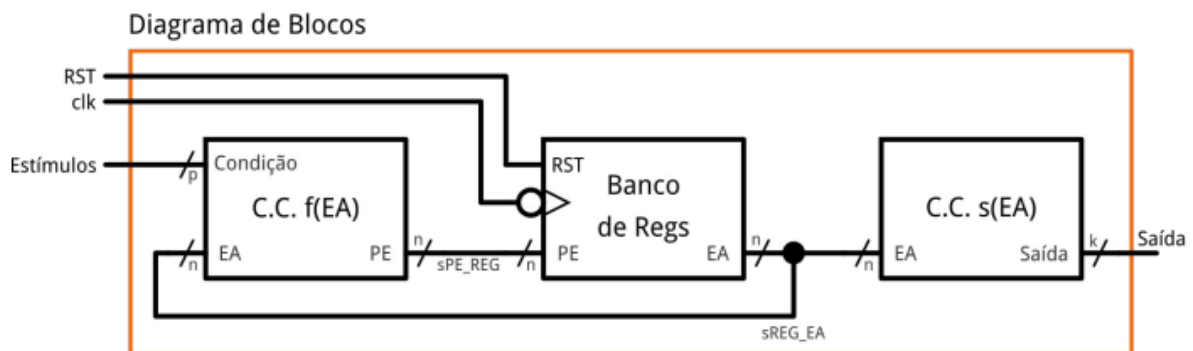 Diagrama de Blocos
RST
clk
Estímulos
p
Condição
C.C. f(EA)
n
EA
PE
n
sPE_REG
n
RST
Banco
de Regs
PE
EA
n
sREG_EA
n
C.C. s(EA)
EA
Saída
k
Saída